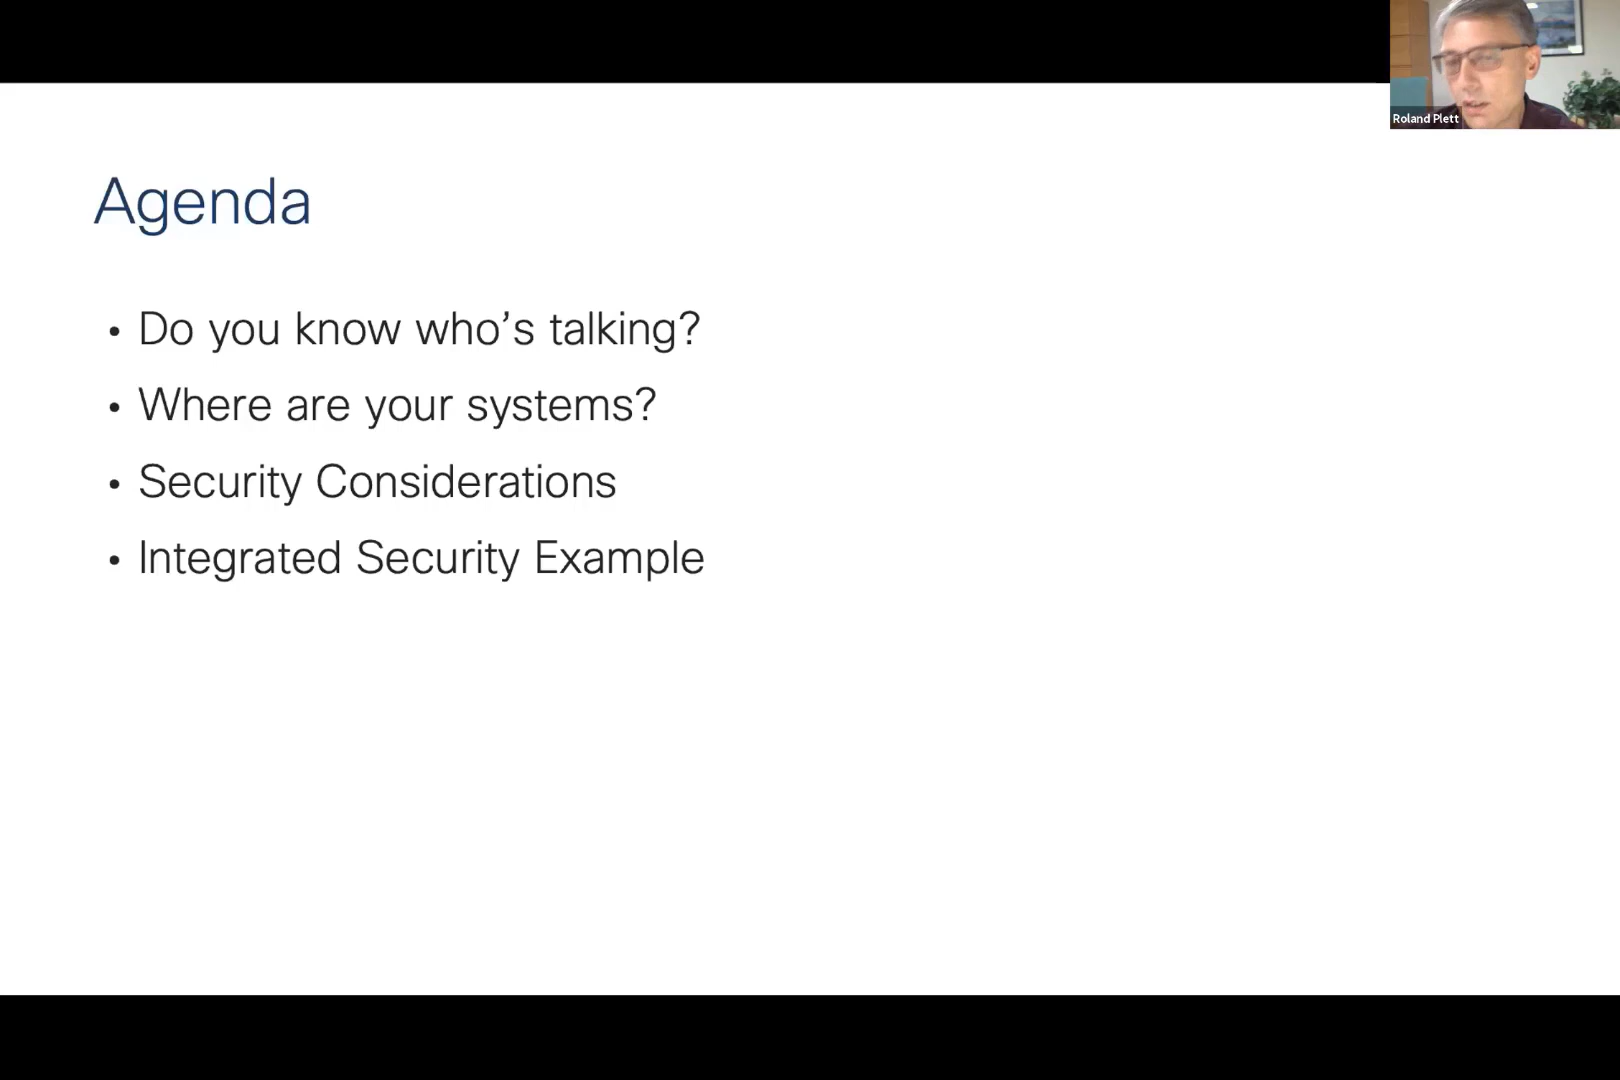 Roland Plett
Agenda
• Do you know who’s talking?
• Where are your systems?
• Security Considerations
• Integrated Security Example